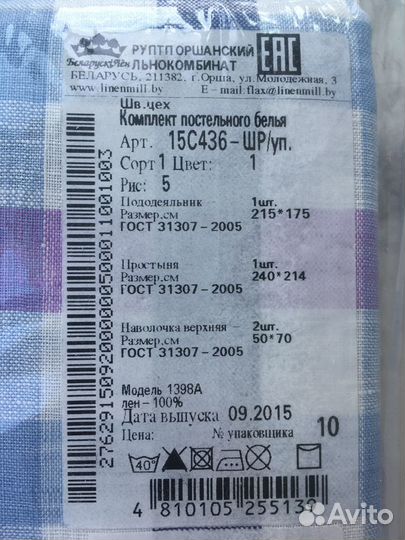 БеларускiЛён
РУПТП ОРШАНСКИЙ
ЛЬНОКОМБИНАТ
EAC
БЕЛАРУСЬ, 211382, г.Орша, ул.Молодежная, 3
www.linenmill.by E-mail:flax@linenmill.by
Шв.цех
Комплект постельного белья
Арт. 15С436-ШР/уп.
Сорт 1 Цвет: 1
Рис: 5
Пододеяльник 1шт.
Размер,см 215*175
ГОСТ 31307-2005
Простыня 1шт.
Размер,см 240*214
ГОСТ 31307-2005
Наволочка верхняя 2шт.
Размер,см 50*70
ГОСТ 31307-2005
Модель 1398А
лен-100%
Дата выпуска 09.2015
Цена: № упаковщика 10
40°
4 810105 25513
Avito